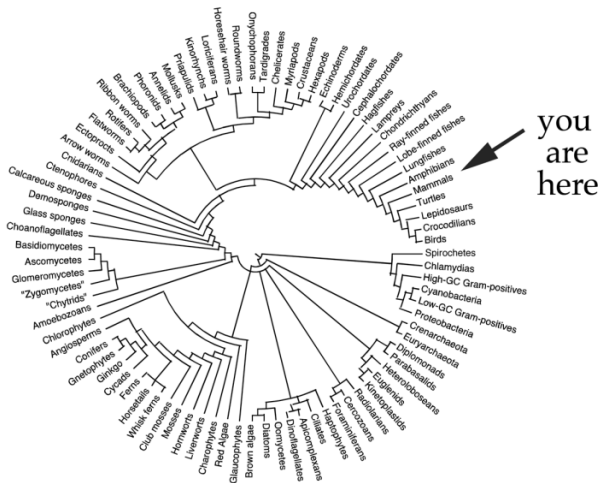 you
are
here
Onychophorans
Tardigrades
Chelicerates
Myriapods
Crustaceans
Hexapods
Echinoderms
Hemichordates
Urochordates
Cephalochordates
Hagfishes
Lampreys
Chondrichthyans
Ray-finned fishes
Lobe-finned fishes
Lungfishes
Amphibians
Mammals
Turtles
Lepidosaurs
Crocodilians
Birds
Spirochetes
Chlamydias
High-GC Gram-positives
Cyanobacteria
Low-GC Gram-positives
Proteobacteria
Crenarchaeota
Euryarchaeota
Diplomonads
Parabasalids
Heteroloboseans
Euglenids
Kinetoplastids
Radiolarians
Cercozoans
Foraminiferans
Haptophytes
Ciliates
Apicomplexans
Dinoflagellates
Oomycetes
Diatoms
Brown algae
Glaucophytes
Red Algae
Charophytes
Liverworts
Hornworts
Mosses
Club mosses
Whisk ferns
Horsetails
Ferns
Cycads
Ginkgo
Gnetophytes
Conifers
Angiosperms
Chlorophytes
Amoebozoans
"Chytrids"
"Zygomycetes"
Glomeromycetes
Ascomycetes
Basidiomycetes
Choanoflagellates
Glass sponges
Demosponges
Calcareous sponges
Ctenophores
Cnidarians
Arrow worms
Ectoprocts
Flatworms
Rotifers
Ribbon worms
Brachiopods
Phoronids
Annelids
Mollusks
Priapulids
Kinorhynchs
Loriciferans
Horesehair worms
Roundworms